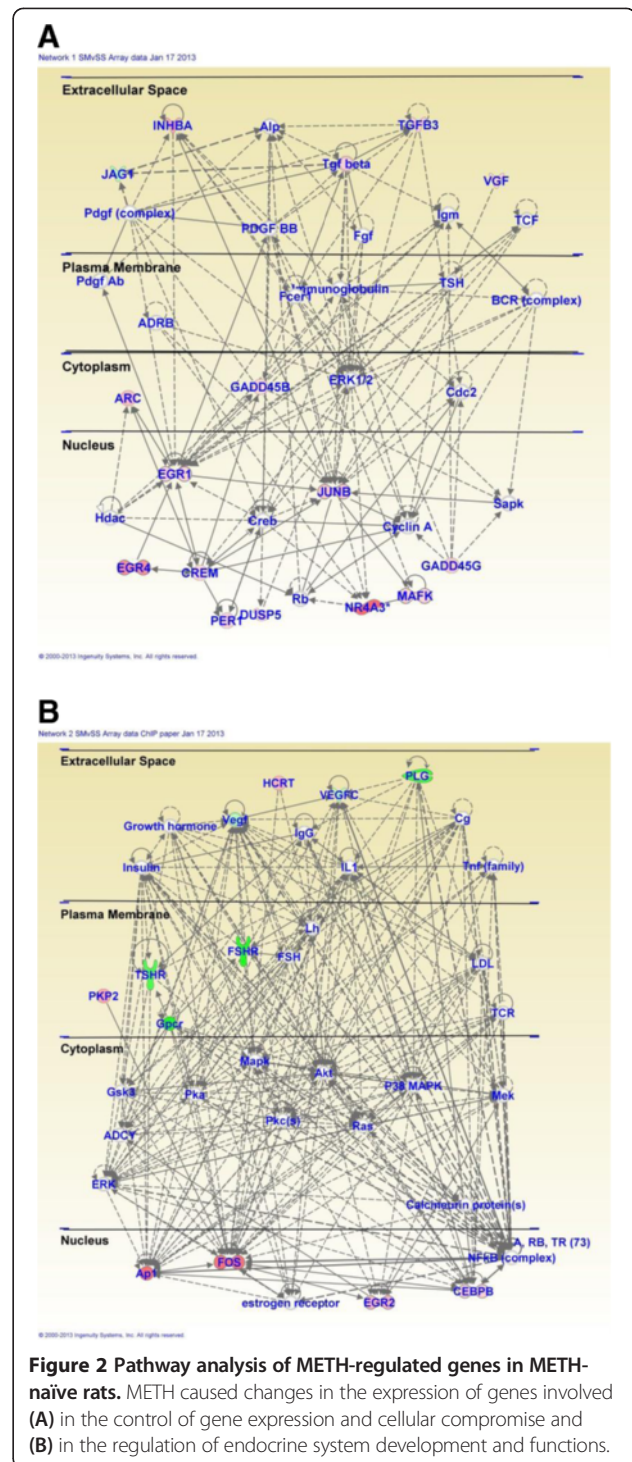 A
Network 1 SMvSS Array data Jan 17 2013
Extracellular Space
INHBA Alp TGFB3
Tgf beta
JAG1 VGF
Pdgf (complex) Igm TCF
PDGF BB Fgf
Plasma Membrane
Pdgf Ab Fcer1 Immunoglobulin TSH
BCR (complex)
ADRB
Cytoplasm
GADD45B ERK1/2
ARC Cdc2
Nucleus
EGR1
JUNB
Hdac Creb Cyclin A Sapk
EGR4 CREM GADD45G
Rb NR4A3* MAFK
PER1 DUSP5
© 2000-2013 Ingenuity Systems, Inc. All rights reserved.
B
Network 2 SMvSS Array data ChIP paper Jan 17 2013
Extracellular Space
HCRT PLG
VEGFC
Growth hormone Vegf IgG Cg
Insulin IL1 Tnf (family)
Plasma Membrane
Lh
FSHR FSH
TSHR LDL
PKP2 TCR
Gpcr
Cytoplasm
Mapk Akt
Gsk3 Pka P38 MAPK Mek
Pkc(s) Ras
ADCY
ERK
Calcineurin protein(s)
Nucleus
A, RB, TR (73)
NFkB (complex)
Ap1 FOS
CEBPB
estrogen receptor EGR2
© 2000-2013 Ingenuity Systems, Inc. All rights reserved.
Figure 2 Pathway analysis of METH-regulated genes in METH-
naïve rats. METH caused changes in the expression of genes involved
(A) in the control of gene expression and cellular compromise and
(B) in the regulation of endocrine system development and functions.